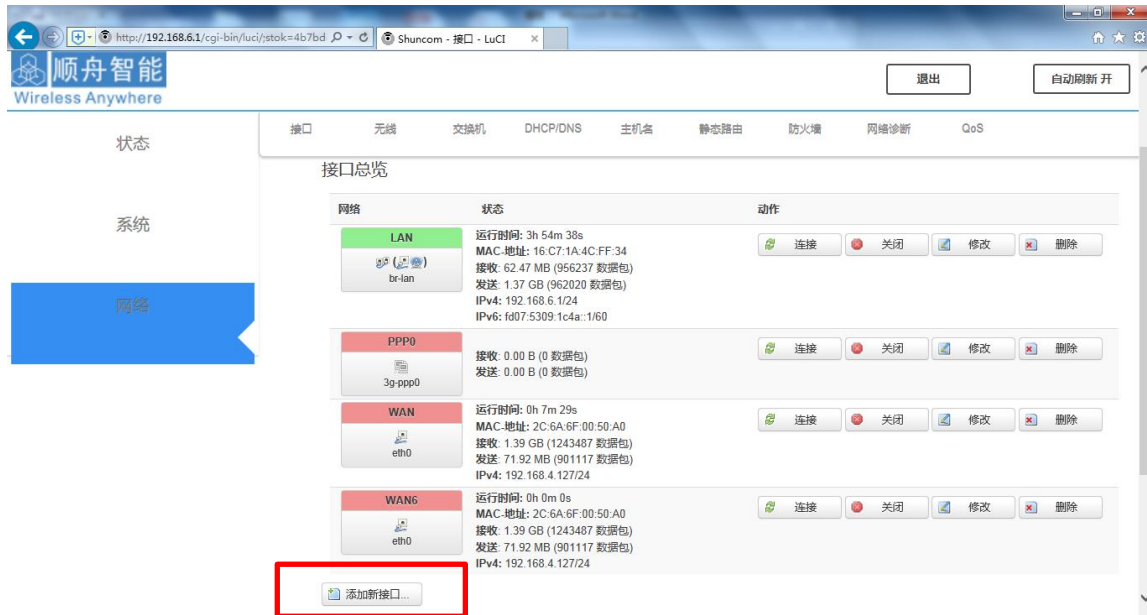 http://192.168.6.1/cgi-bin/luci/;stok=4b7bd
Shuncom - 接口 - LuCI
顺舟智能
Wireless Anywhere
退出
自动刷新 开
状态
系统
网络
接口 无线 交换机 DHCP/DNS 主机名 静态路由 防火墙 网络诊断 QoS
接口总览
网络 状态 动作
LAN
br-lan
运行时间: 3h 54m 38s
MAC-地址: 16:C7:1A:4C:FF:34
接收: 62.47 MB (956237 数据包)
发送: 1.37 GB (962020 数据包)
IPv4: 192.168.6.1/24
IPv6: fd07:5309:1c4a::1/60
连接 关闭 修改 删除
PPP0
3g-ppp0
接收: 0.00 B (0 数据包)
发送: 0.00 B (0 数据包)
连接 关闭 修改 删除
WAN
eth0
运行时间: 0h 7m 29s
MAC-地址: 2C:6A:6F:00:50:A0
接收: 1.39 GB (1243487 数据包)
发送: 71.92 MB (901117 数据包)
IPv4: 192.168.4.127/24
连接 关闭 修改 删除
WAN6
eth0
运行时间: 0h 0m 0s
MAC-地址: 2C:6A:6F:00:50:A0
接收: 1.39 GB (1243487 数据包)
发送: 71.92 MB (901117 数据包)
IPv4: 192.168.4.127/24
连接 关闭 修改 删除
添加新接口...